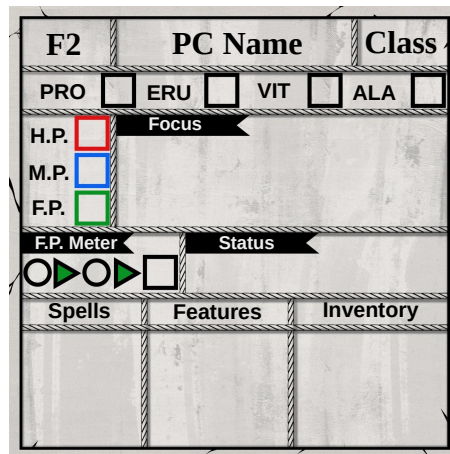 F2 PC Name Class
PRO ERU VIT ALA
H.P. Focus
M.P.
F.P.
F.P. Meter Status
Spells Features Inventory